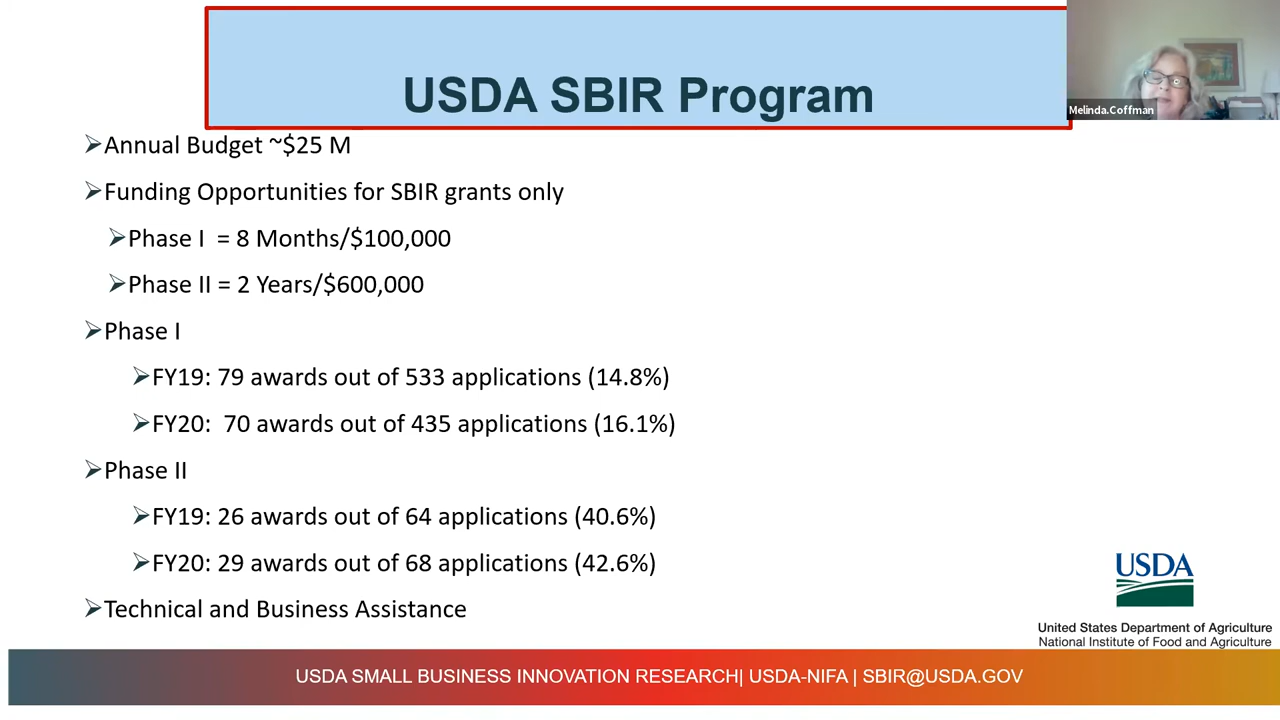 USDA SBIR Program
Melinda.Coffman
➢Annual Budget ~$25 M
➢Funding Opportunities for SBIR grants only
➢Phase I = 8 Months/$100,000
➢Phase II = 2 Years/$600,000
➢Phase I
➢FY19: 79 awards out of 533 applications (14.8%)
➢FY20: 70 awards out of 435 applications (16.1%)
➢Phase II
➢FY19: 26 awards out of 64 applications (40.6%)
➢FY20: 29 awards out of 68 applications (42.6%)
➢Technical and Business Assistance
USDA
United States Department of Agriculture
National Institute of Food and Agriculture
USDA SMALL BUSINESS INNOVATION RESEARCH| USDA-NIFA | SBIR@USDA.GOV